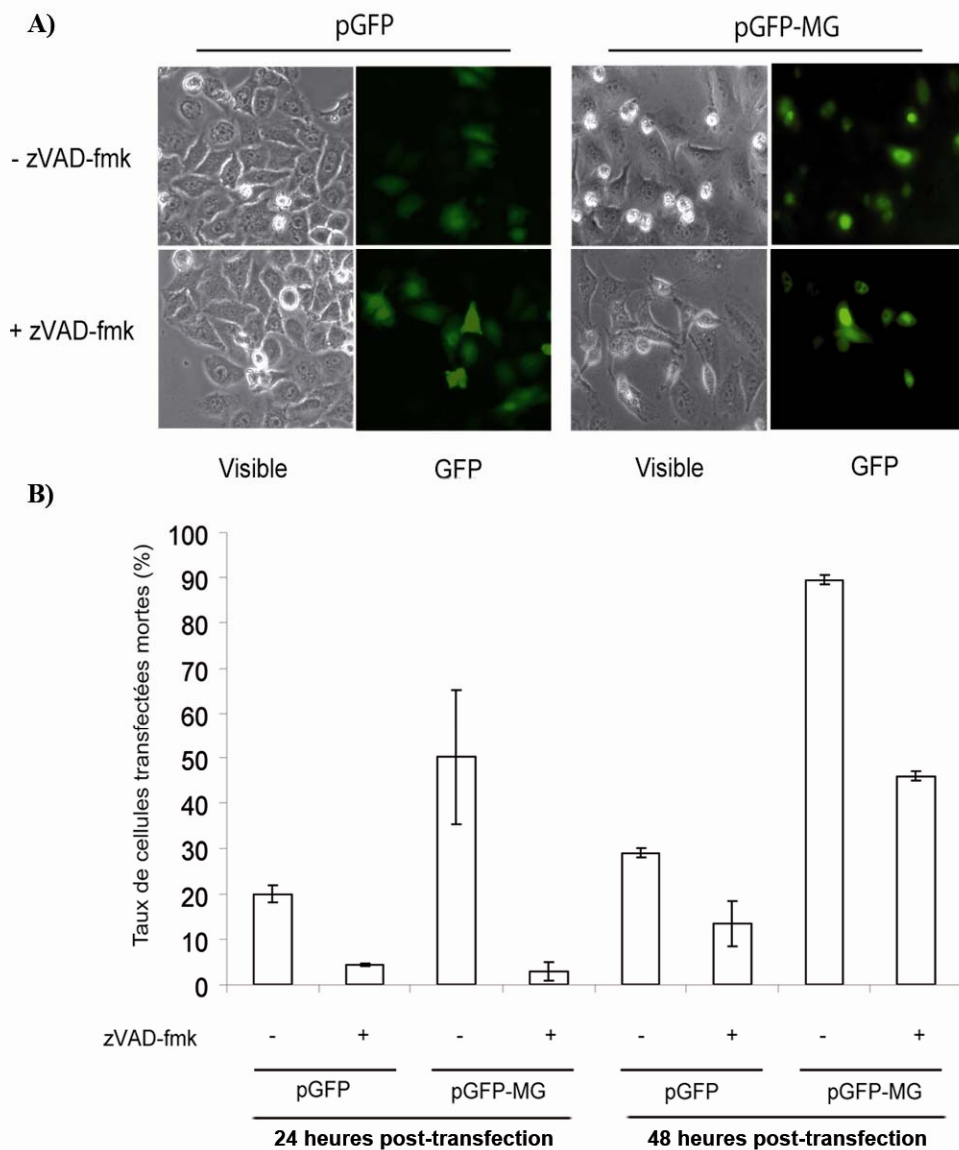 A)
pGFP pGFP-MG
- zVAD-fmk
+ zVAD-fmk
Visible GFP Visible GFP
B)
Taux de cellules transfectées mortes (%)
100
90
80
70
60
50
40
30
20
10
0
zVAD-fmk - + - + - + - +
pGFP pGFP-MG pGFP pGFP-MG
24 heures post-transfection 48 heures post-transfection